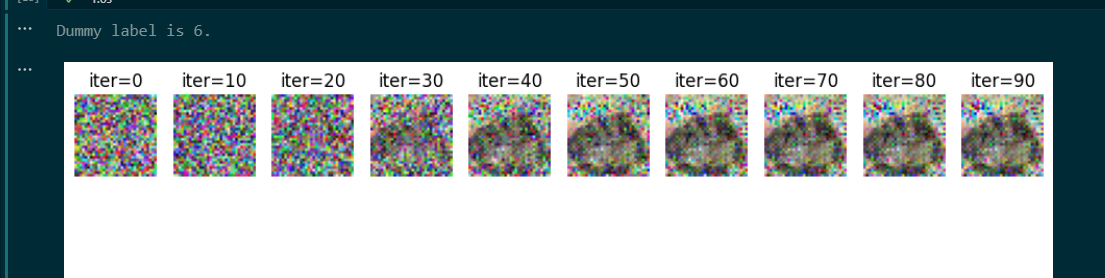 ... Dummy label is 6.
...
iter=0 iter=10 iter=20 iter=30 iter=40 iter=50 iter=60 iter=70 iter=80 iter=90